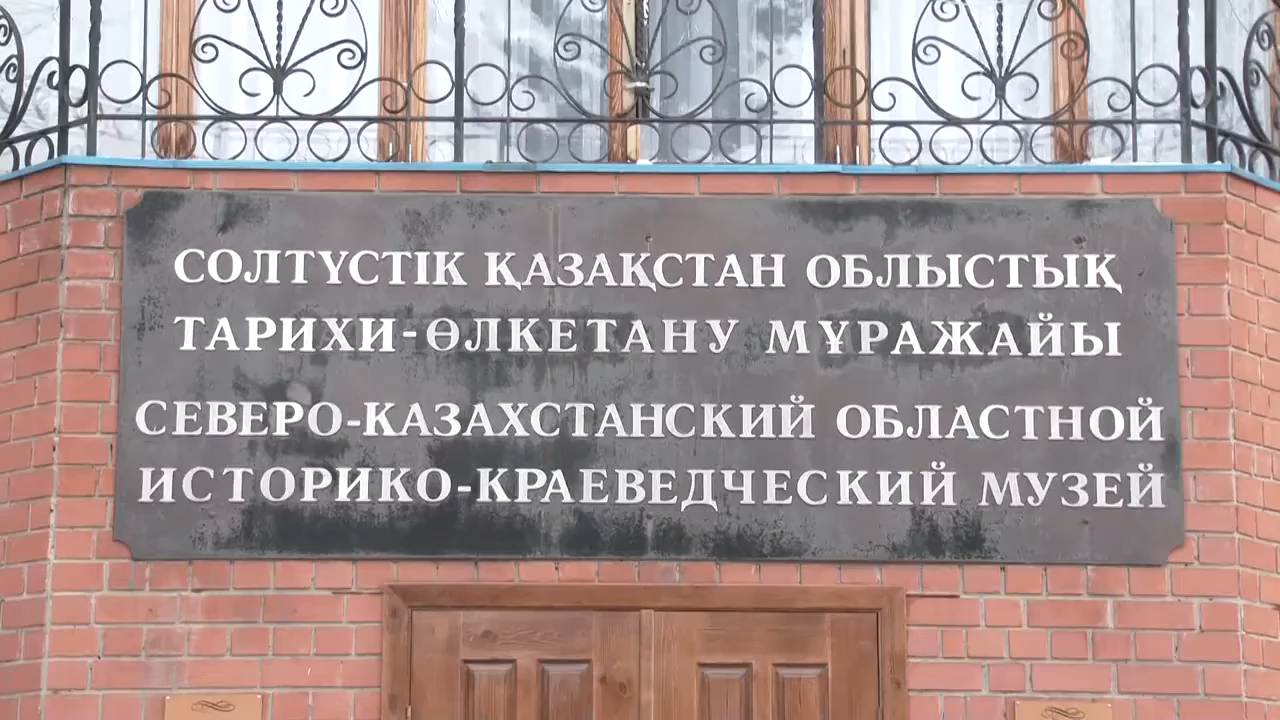 СОЛТҮСТІК ҚАЗАҚСТАН ОБЛЫСТЫҚ
ТАРИХИ-ӨЛКЕТАНУ МҰРАЖАЙЫ
СЕВЕРО-КАЗАХСТАНСКИЙ ОБЛАСТНОЙ
ИСТОРИКО-КРАЕВЕДЧЕСКИЙ МУЗЕЙ